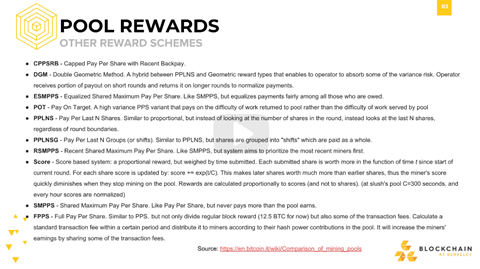 83
POOL REWARDS
OTHER REWARD SCHEMES
● CPPSRB - Capped Pay Per Share with Recent Backpay.
● DGM - Double Geometric Method. A hybrid between PPLNS and Geometric reward types that enables to operator to absorb some of the variance risk. Operator
receives portion of payout on short rounds and returns it on longer rounds to normalize payments.
● ESMPPS - Equalized Shared Maximum Pay Per Share. Like SMPPS, but equalizes payments fairly among all those who are owed.
● POT - Pay On Target. A high variance PPS variant that pays on the difficulty of work returned to pool rather than the difficulty of work served by pool
● PPLNS - Pay Per Last N Shares. Similar to proportional, but instead of looking at the number of shares in the round, instead looks at the last N shares,
regardless of round boundaries.
● PPLNSG - Pay Per Last N Groups (or shifts). Similar to PPLNS, but shares are grouped into "shifts" which are paid as a whole.
● RSMPPS - Recent Shared Maximum Pay Per Share. Like SMPPS, but system aims to prioritize the most recent miners first.
● Score - Score based system: a proportional reward, but weighed by time submitted. Each submitted share is worth more in the function of time t since start of
current round. For each share score is updated by: score += exp(t/C). This makes later shares worth much more than earlier shares, thus the miner's score
quickly diminishes when they stop mining on the pool. Rewards are calculated proportionally to scores (and not to shares). (at slush's pool C=300 seconds, and
every hour scores are normalized)
● SMPPS - Shared Maximum Pay Per Share. Like Pay Per Share, but never pays more than the pool earns.
● FPPS - Full Pay Per Share. Similar to PPS, but not only divide regular block reward (12.5 BTC for now) but also some of the transaction fees. Calculate a
standard transaction fee within a certain period and distribute it to miners according to their hash power contributions in the pool. It will increase the miners'
earnings by sharing some of the transaction fees.
Source: https://en.bitcoin.it/wiki/Comparison_of_mining_pools
BLOCKCHAIN
AT BERKELEY